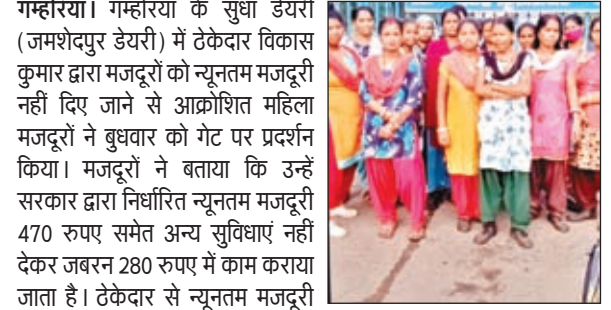 गम्हरिया। गम्हरिया के सुधा डेयरी
(जमशेदपुर डेयरी) में ठेकेदार विकास
कुमार द्वारा मजदूरों को न्यूनतम मजदूरी
नहीं दिए जाने से आक्रोशित महिला
मजदूरों ने बुधवार को गेट पर प्रदर्शन
किया। मजदूरों ने बताया कि उन्हें
सरकार द्वारा निर्धारित न्यूनतम मजदूरी
470 रुपए समेत अन्य सुविधाएं नहीं
देकर जबरन 280 रुपए में काम कराया
जाता है। ठेकेदार से न्यूनतम मजदूरी